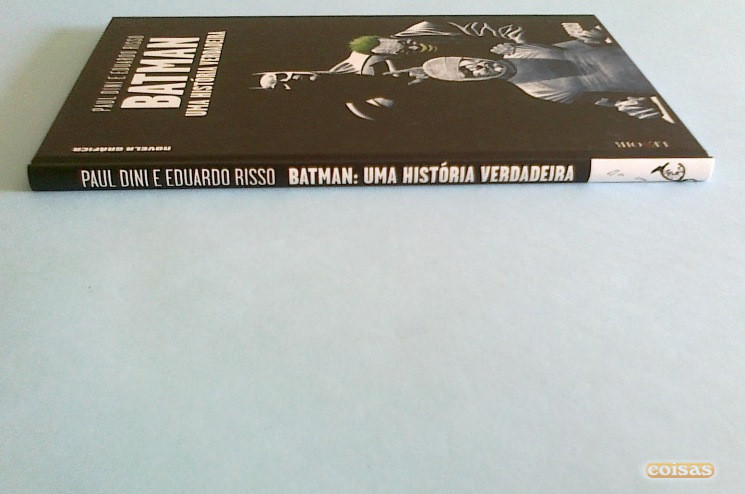 PAUL DINI E EDUARDO RISSO
BATMAN
UMA HISTÓRIA VERDADEIRA
NOVELA GRÁFICA
LEVOIR
PAUL DINI E EDUARDO RISSO BATMAN: UMA HISTÓRIA VERDADEIRA
coisas